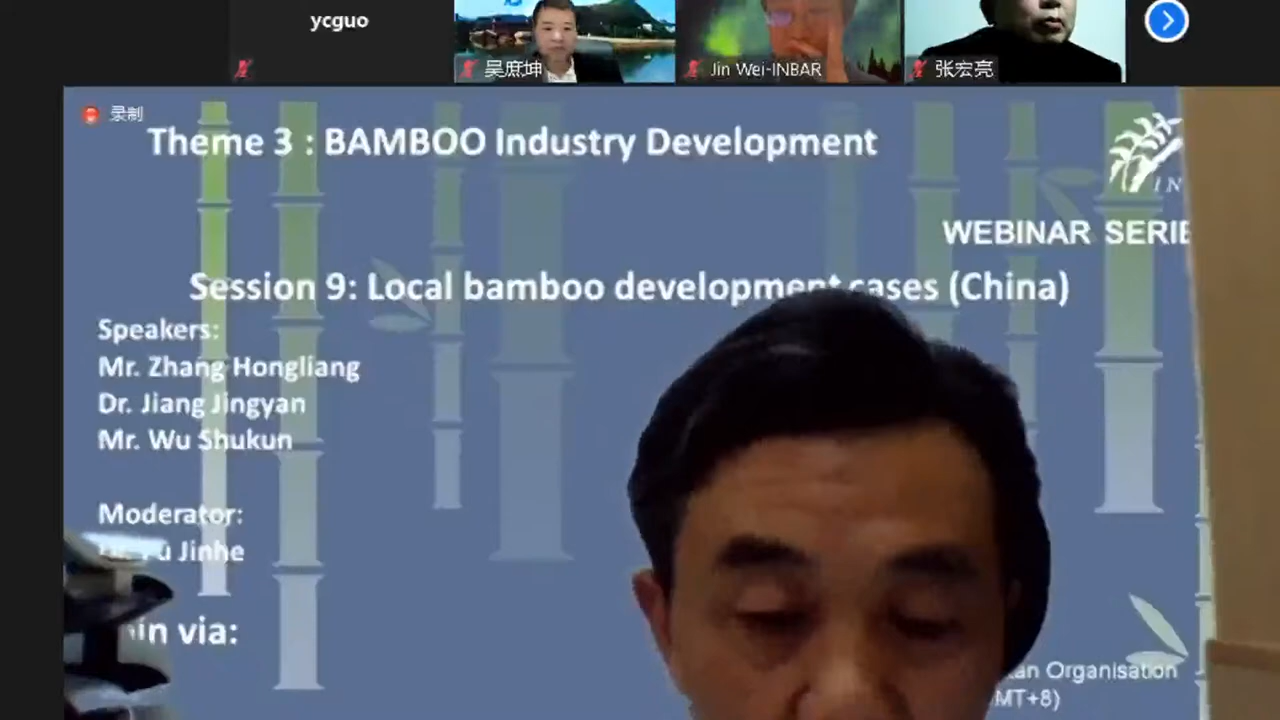 ycguo
吴庶坤
Jin Wei-INBAR
张宏亮
录制
Theme 3 : BAMBOO Industry Development
IN
WEBINAR SERIE
Session 9: Local bamboo development cases (China)
Speakers:
Mr. Zhang Hongliang
Dr. Jiang Jingyan
Mr. Wu Shukun
Moderator:
Jinhe
via:
Organisation
MT+8)